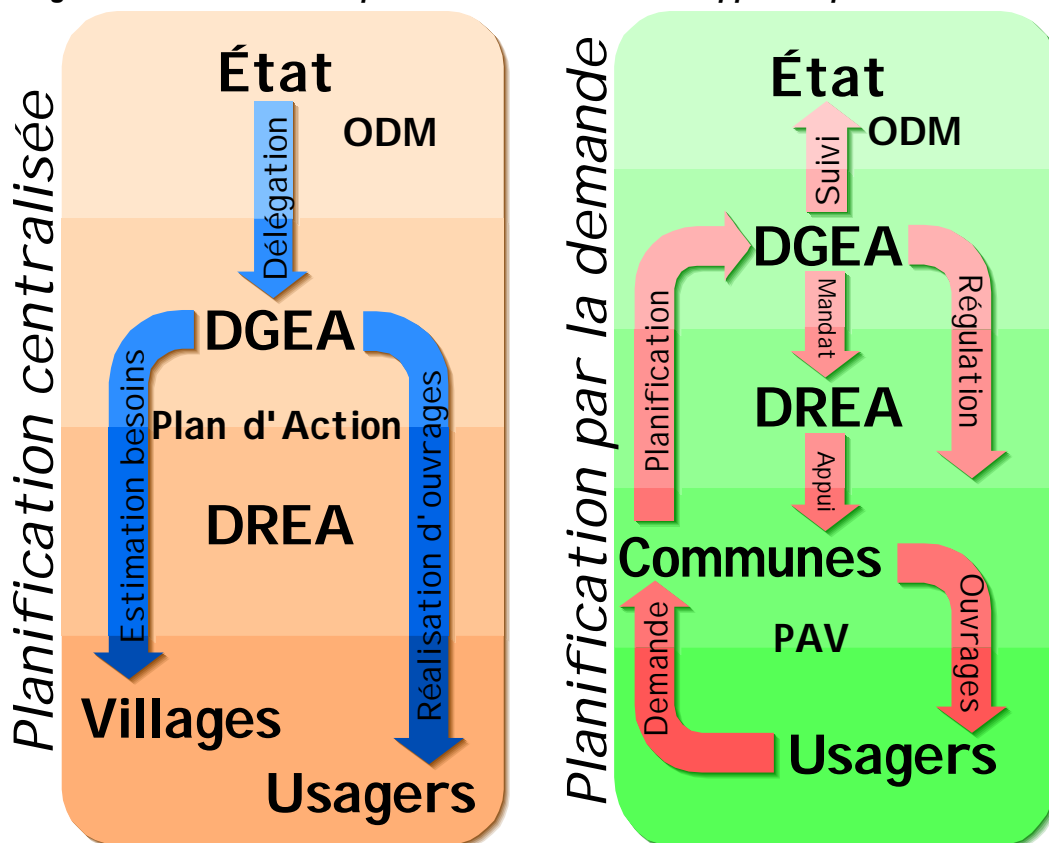 Planification centralisée
État
ODM
Délégation
DGEA
Estimation besoins
Plan d'Action
Réalisation d'ouvrages
DREA
Villages
Usagers
Planification par la demande
État
ODM
Suivi
DGEA
Planification
Mandat
Régulation
DREA
Appui
Communes
Demande
PAV
Ouvrages
Usagers